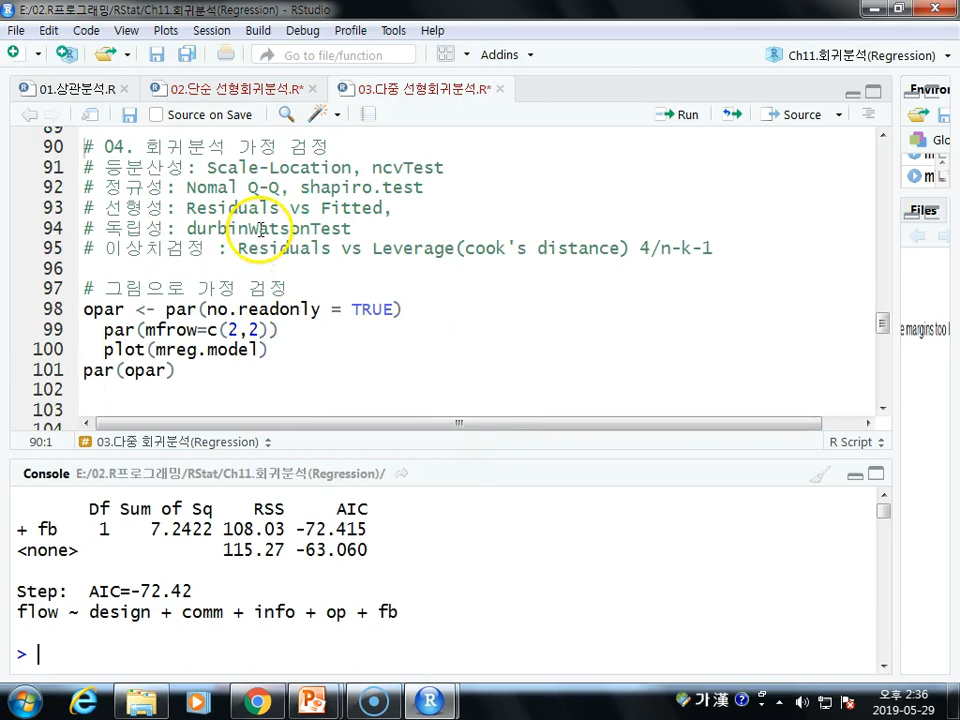 E:/02.R프로그래밍/RStat/Ch11.회귀분석(Regression) - RStudio
File Edit Code View Plots Session Build Debug Profile Tools Help
Go to file/function Addins Ch11.회귀분석(Regression)
01.상관분석.R 02.단순 선형회귀분석.R* 03.다중 선형회귀분석.R*
Source on Save Run Source
89
90 # 04. 회귀분석 가정 검정
91 # 등분산성: Scale-Location, ncvTest
92 # 정규성: Nomal Q-Q, shapiro.test
93 # 선형성: Residuals vs Fitted,
94 # 독립성: durbinWatsonTest
95 # 이상치검정 : Residuals vs Leverage(cook's distance) 4/n-k-1
96
97 # 그림으로 가정 검정
98 opar <- par(no.readonly = TRUE)
99 par(mfrow=c(2,2))
100 plot(mreg.model)
101 par(opar)
102
103
104
90:1 03.다중 회귀분석(Regression) R Script
Console E:/02.R프로그래밍/RStat/Ch11.회귀분석(Regression)/
Df Sum of Sq RSS AIC
+ fb 1 7.2422 108.03 -72.415
<none> 115.27 -63.060
Step: AIC=-72.42
flow ~ design + comm + info + op + fb
>
Environ
Glo
m
m
Files
e margins too l
가漢
오후 2:36
2019-05-29